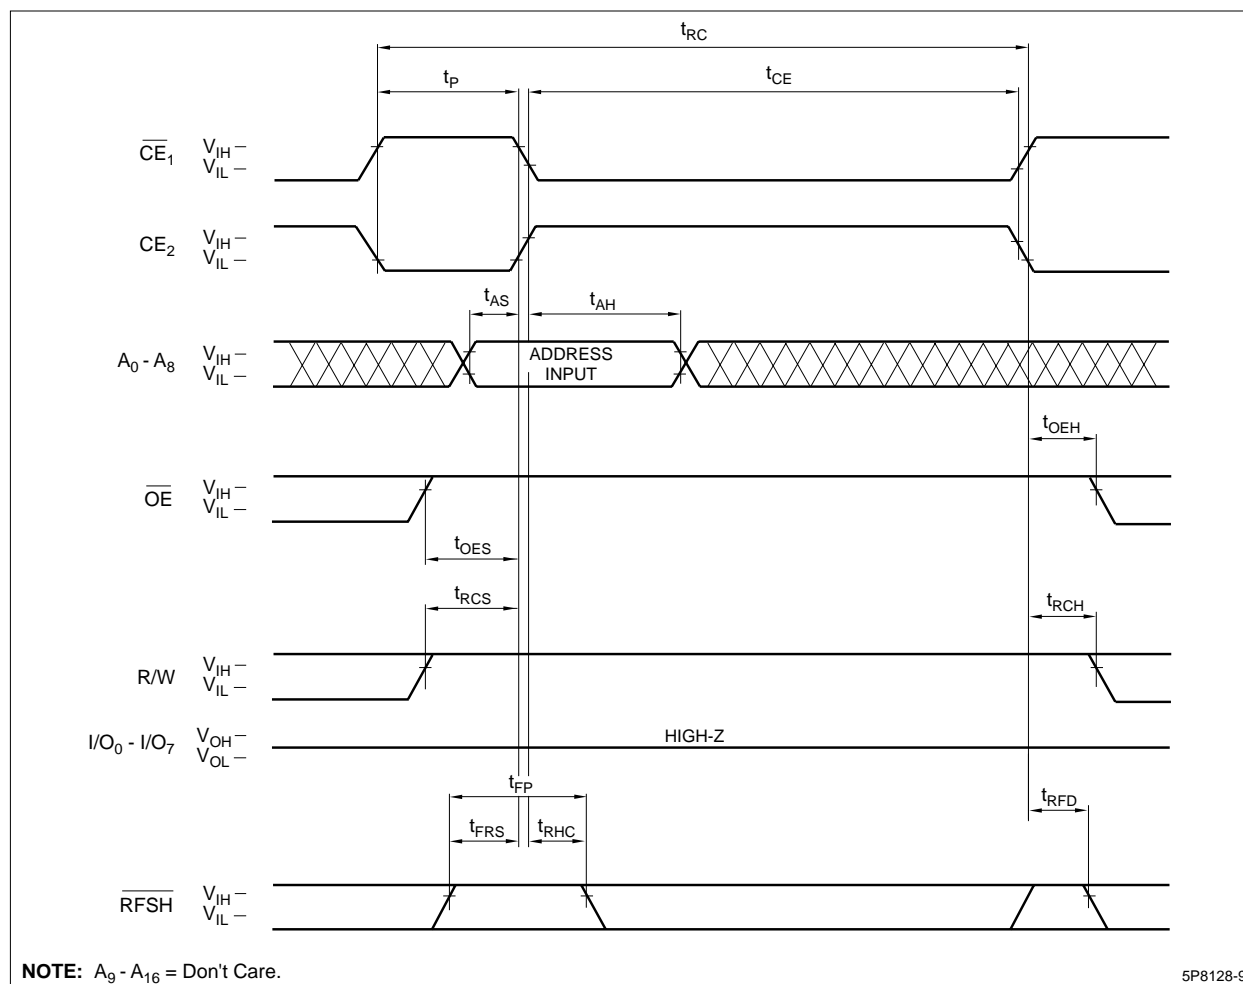 tRC
tP
tCE
CE1 VIH
VIL
CE2 VIH
VIL
tAS
tAH
A0 - A8 VIH
VIL
ADDRESS
INPUT
tOEH
OE VIH
VIL
tOES
tRCS
tRCH
R/W VIH
VIL
I/O0 - I/O7 VOH
VOL
HIGH-Z
tFP
tRFD
tFRS
tRHC
RFSH VIH
VIL
NOTE: A9 - A16 = Don't Care.
5P8128-9